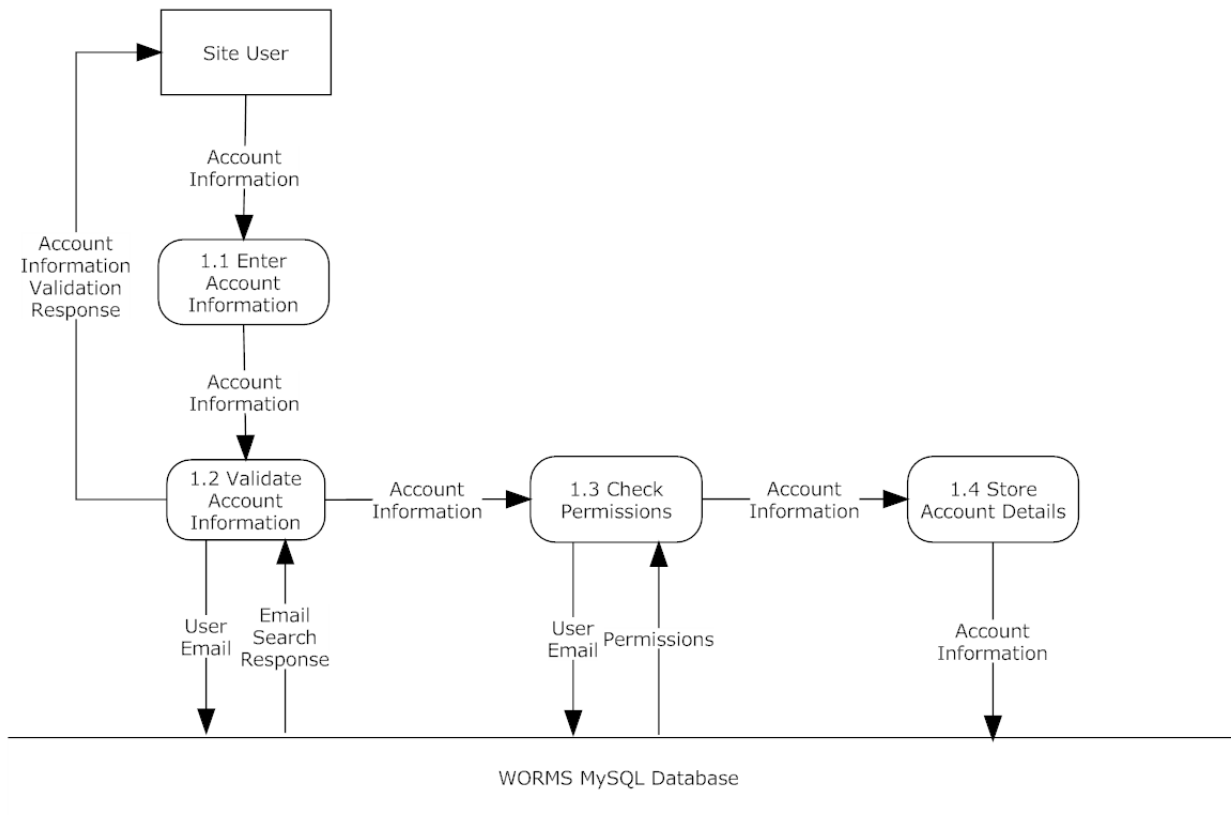 Site User
Account
Information
1.1 Enter
Account
Information
Account
Information
Validation
Response
Account
Information
1.2 Validate
Account
Information
Account
Information
1.3 Check
Permissions
Account
Information
1.4 Store
Account Details
User
Email
Email
Search
Response
User
Email
Permissions
Account
Information
WORMS MySQL Database